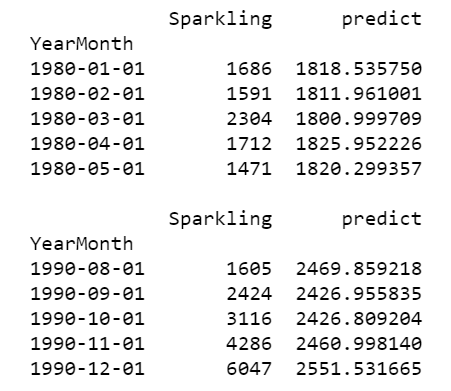 Sparkling predict
YearMonth
1980-01-01 1686 1818.535750
1980-02-01 1591 1811.961001
1980-03-01 2304 1800.999709
1980-04-01 1712 1825.952226
1980-05-01 1471 1820.299357
Sparkling predict
YearMonth
1990-08-01 1605 2469.859218
1990-09-01 2424 2426.955835
1990-10-01 3116 2426.809204
1990-11-01 4286 2460.998140
1990-12-01 6047 2551.531665